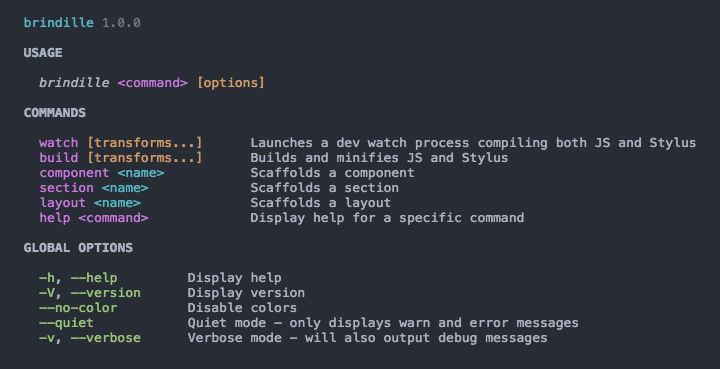 brindille 1.0.0
USAGE
brindille <command> [options]
COMMANDS
watch [transforms...] Launches a dev watch process compiling both JS and Stylus
build [transforms...] Builds and minifies JS and Stylus
component <name> Scaffolds a component
section <name> Scaffolds a section
layout <name> Scaffolds a layout
help <command> Display help for a specific command
GLOBAL OPTIONS
-h, --help Display help
-V, --version Display version
--no-color Disable colors
--quiet Quiet mode - only displays warn and error messages
-v, --verbose Verbose mode - will also output debug messages